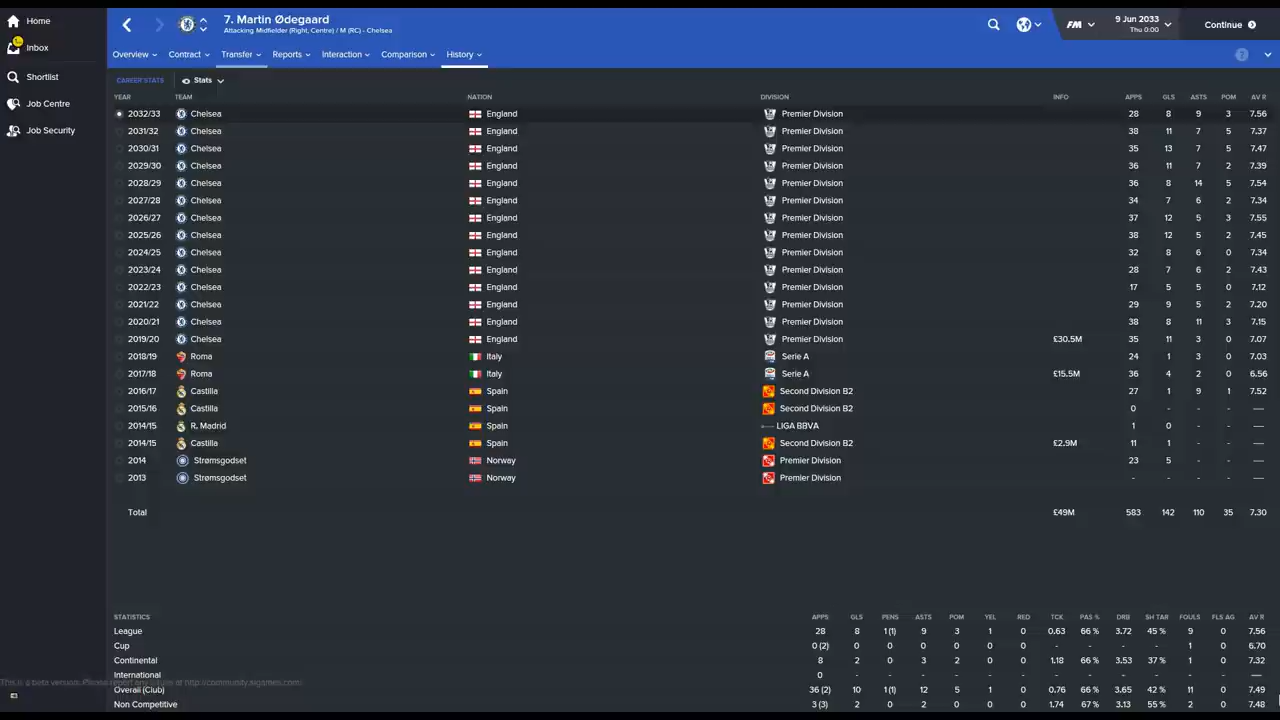 Home
Inbox
Shortlist
Job Centre
Job Security
7. Martin Ødegaard
Attacking Midfielder (Right, Centre) / M (RC) - Chelsea
FM
9 Jun 2033
Thu 0:00
Continue
Overview Contract Transfer Reports Interaction Comparison History
?
CAREER STATS Stats
YEAR TEAM NATION DIVISION INFO APPS GLS ASTS POM AV R
2032/33 Chelsea England Premier Division 28 8 9 3 7.56
2031/32 Chelsea England Premier Division 38 11 7 5 7.37
2030/31 Chelsea England Premier Division 35 13 7 5 7.47
2029/30 Chelsea England Premier Division 36 11 7 2 7.39
2028/29 Chelsea England Premier Division 36 8 14 5 7.54
2027/28 Chelsea England Premier Division 34 7 6 2 7.34
2026/27 Chelsea England Premier Division 37 12 5 3 7.55
2025/26 Chelsea England Premier Division 38 12 5 2 7.45
2024/25 Chelsea England Premier Division 32 8 6 0 7.34
2023/24 Chelsea England Premier Division 28 7 6 2 7.43
2022/23 Chelsea England Premier Division 17 5 5 0 7.12
2021/22 Chelsea England Premier Division 29 9 5 2 7.20
2020/21 Chelsea England Premier Division 38 8 11 3 7.15
2019/20 Chelsea England Premier Division £30.5M 35 11 3 0 7.07
2018/19 Roma Italy Serie A 24 1 3 0 7.03
2017/18 Roma Italy Serie A £15.5M 36 4 2 0 6.56
2016/17 Castilla Spain Second Division B2 27 1 9 1 7.52
2015/16 Castilla Spain Second Division B2 0 - - - —
2014/15 R. Madrid Spain LIGA BBVA 1 0 - - —
2014/15 Castilla Spain Second Division B2 £2.9M 11 1 - - —
2014 Strømsgodset Norway Premier Division 23 5 - - —
2013 Strømsgodset Norway Premier Division - - - - —
Total £49M 583 142 110 35 7.30
STATISTICS APPS GLS PENS ASTS POM YEL RED TCK PAS % DRB SH TAR FOULS FLS AG AV R
League 28 8 1 (1) 9 3 1 0 0.63 66 % 3.72 45 % 9 0 7.56
Cup 0 (2) 0 0 0 0 0 0 - - - - 1 0 6.70
Continental 8 2 0 3 2 0 0 1.18 66 % 3.53 37 % 1 0 7.32
International 0 - - - - - - - - - - - - —
This is a beta version. Please report any issues at http://community.sigames.com.
Overall (Club) 36 (2) 10 1 (1) 12 5 1 0 0.76 66 % 3.65 42 % 11 0 7.49
Non Competitive 3 (3) 2 0 2 0 0 0 1.74 67 % 3.13 55 % 2 0 7.48